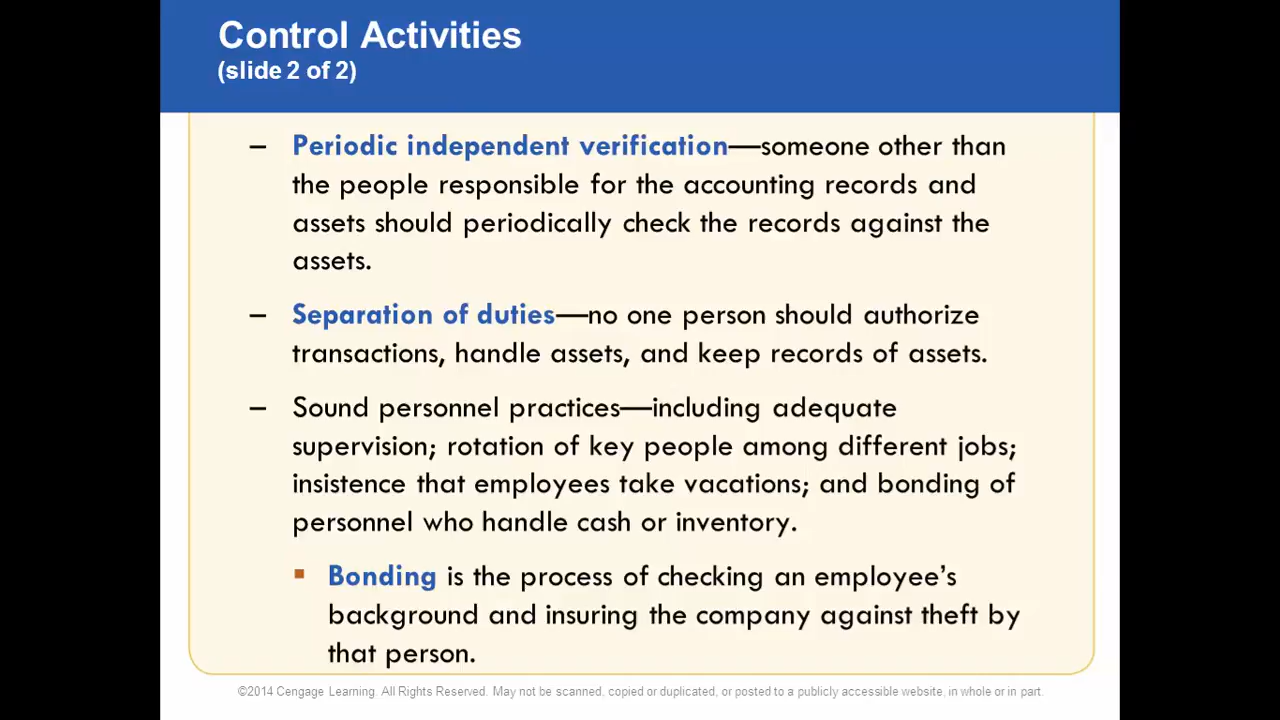 Control Activities
(slide 2 of 2)
– Periodic independent verification—someone other than
the people responsible for the accounting records and
assets should periodically check the records against the
assets.
– Separation of duties—no one person should authorize
transactions, handle assets, and keep records of assets.
– Sound personnel practices—including adequate
supervision; rotation of key people among different jobs;
insistence that employees take vacations; and bonding of
personnel who handle cash or inventory.
▪ Bonding is the process of checking an employee’s
background and insuring the company against theft by
that person.
©2014 Cengage Learning. All Rights Reserved. May not be scanned, copied or duplicated, or posted to a publicly accessible website, in whole or in part.